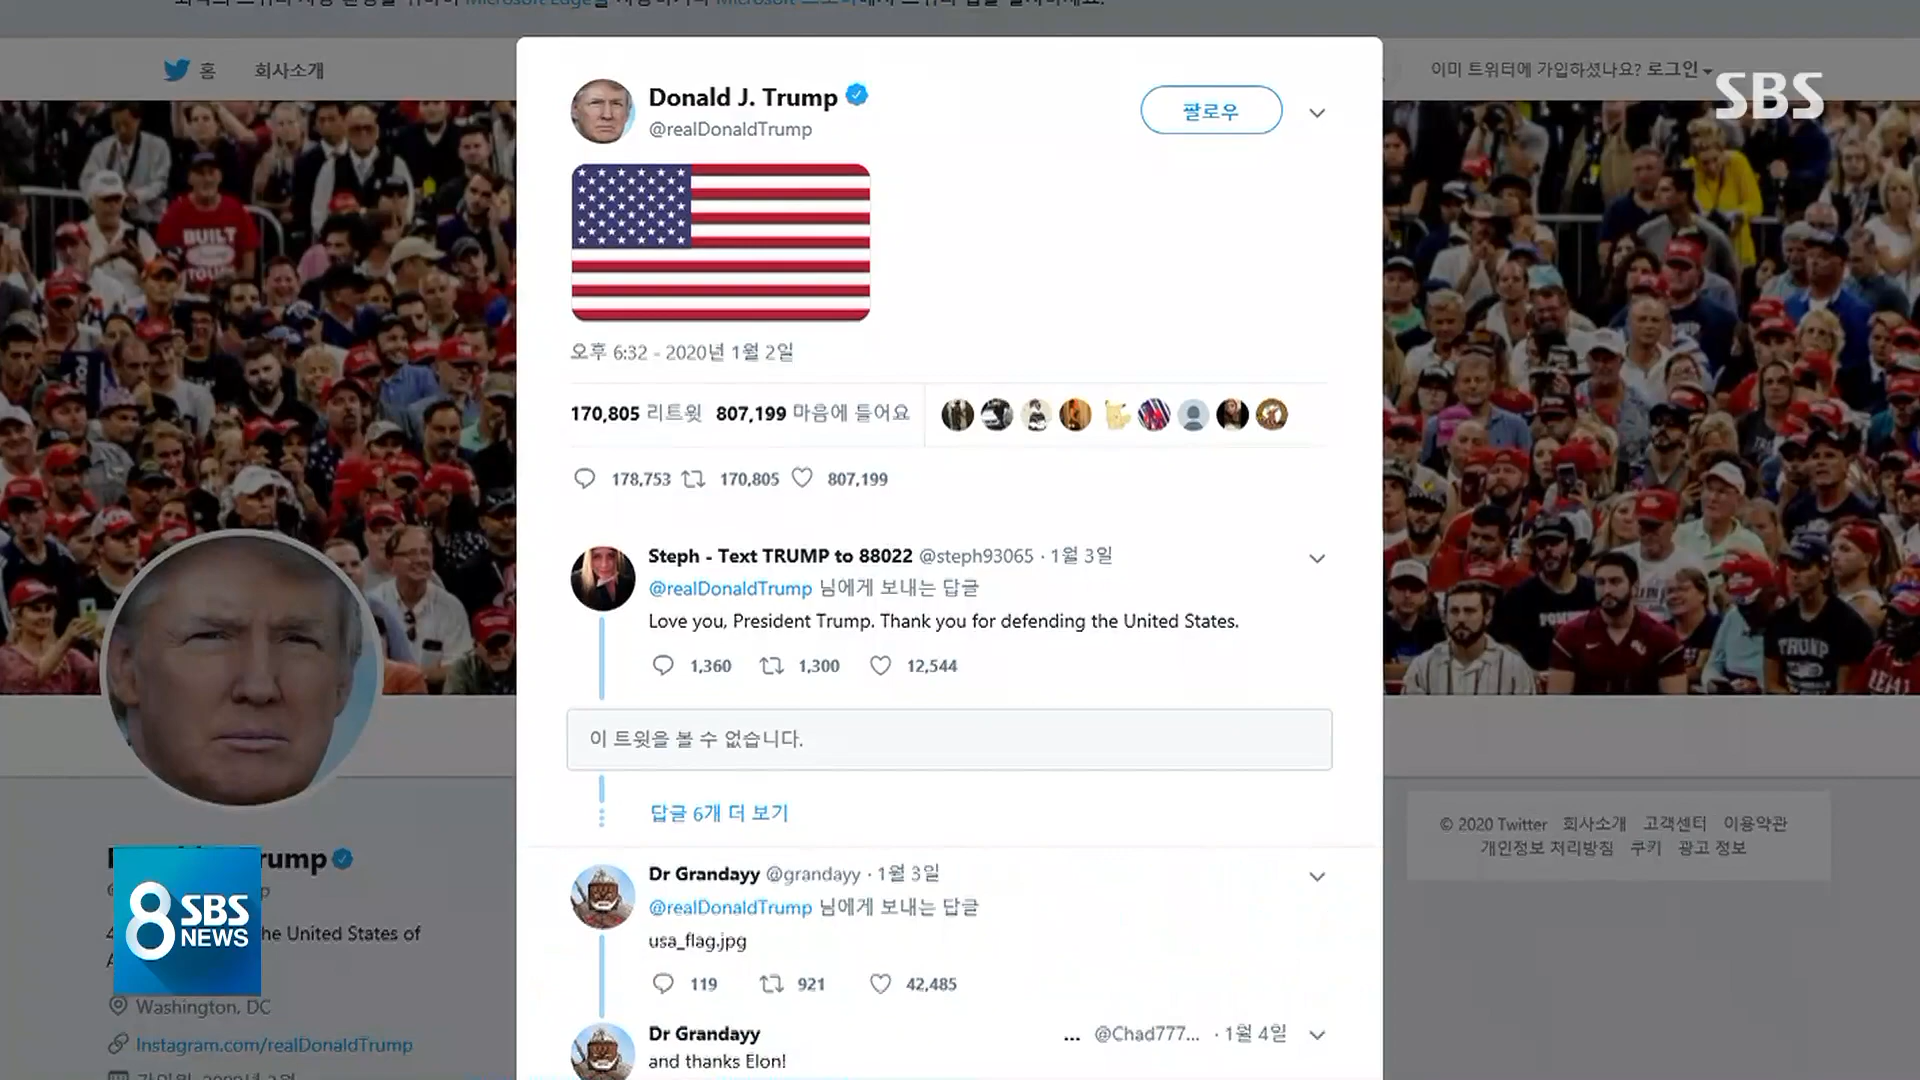 Microsoft Edge를
홈 회사소개
이미 트위터에 가입하셨나요? 로그인
SBS
Donald J. Trump
@realDonaldTrump
팔로우
오후 6:32 - 2020년 1월 2일
170,805 리트윗 807,199 마음에 들어요
178,753 170,805 807,199
Steph - Text TRUMP to 88022 @steph93065 · 1월 3일
@realDonaldTrump 님에게 보내는 답글
Love you, President Trump. Thank you for defending the United States.
1,360 1,300 12,544
이 트윗을 볼 수 없습니다.
답글 6개 더 보기
Dr Grandayy @grandayy · 1월 3일
@realDonaldTrump 님에게 보내는 답글
usa_flag.jpg
119 921 42,485
Dr Grandayy ... @Chad777... · 1월 4일
and thanks Elon!
BUILT
TRUMP
8 SBS
NEWS
the United States of
Washington, DC
Instagram.com/realDonaldTrump
© 2020 Twitter 회사소개 고객센터 이용약관
개인정보 처리방침 쿠키 광고 정보